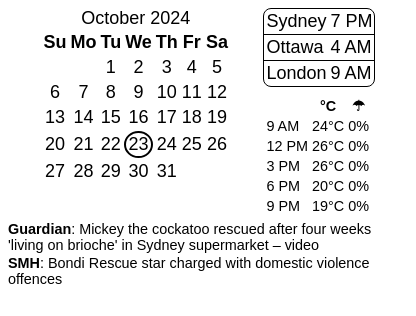 October 2024
Su Mo Tu We Th Fr Sa
1 2 3 4 5
6 7 8 9 10 11 12
13 14 15 16 17 18 19
20 21 22 23 24 25 26
27 28 29 30 31
Sydney 7 PM
Ottawa 4 AM
London 9 AM
°C ☂
9 AM 24°C 0%
12 PM 26°C 0%
3 PM 26°C 0%
6 PM 20°C 0%
9 PM 19°C 0%
Guardian: Mickey the cockatoo rescued after four weeks
'living on brioche' in Sydney supermarket – video
SMH: Bondi Rescue star charged with domestic violence
offences